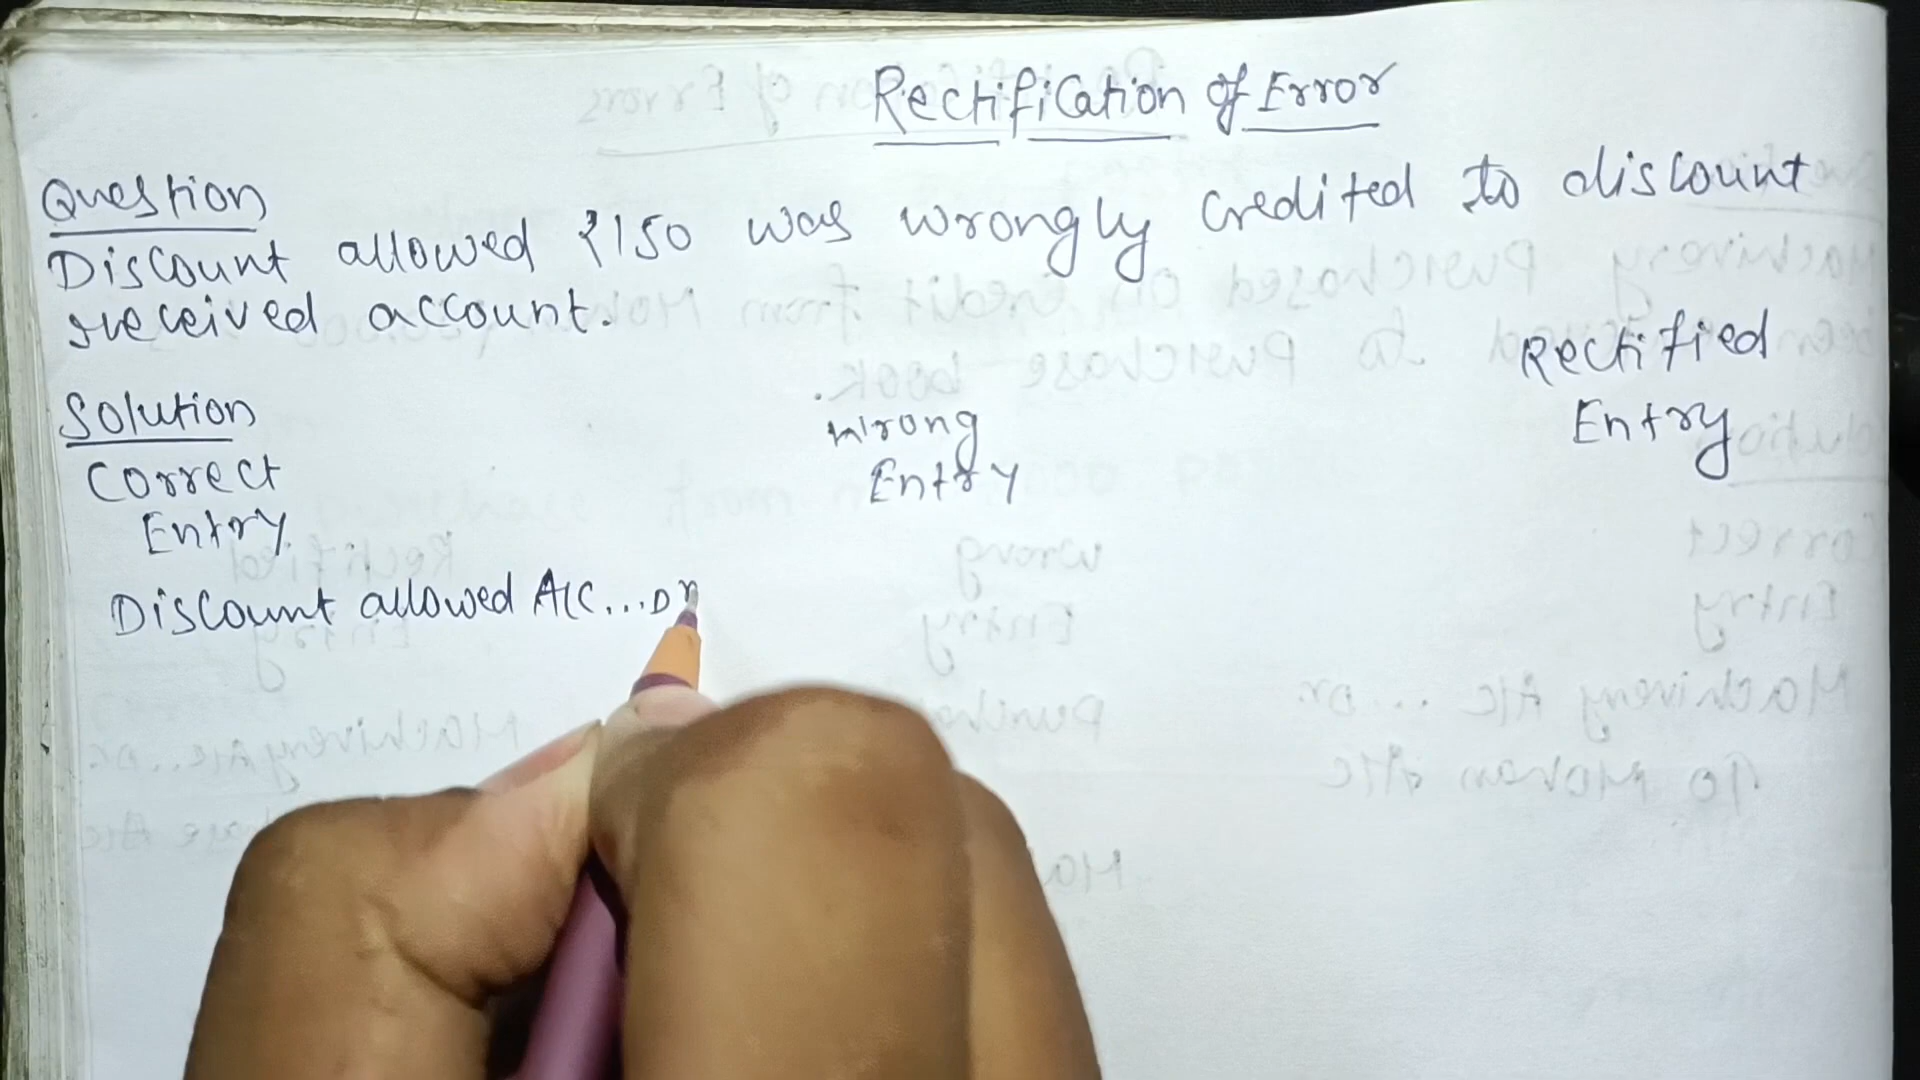 Rectification of Error
Question
Discount allowed ₹150 was wrongly credited to discount
received account.
Solution
Correct
Entry
Wrong
Entry
Rectified
Entry
Discount allowed A/C...Dr